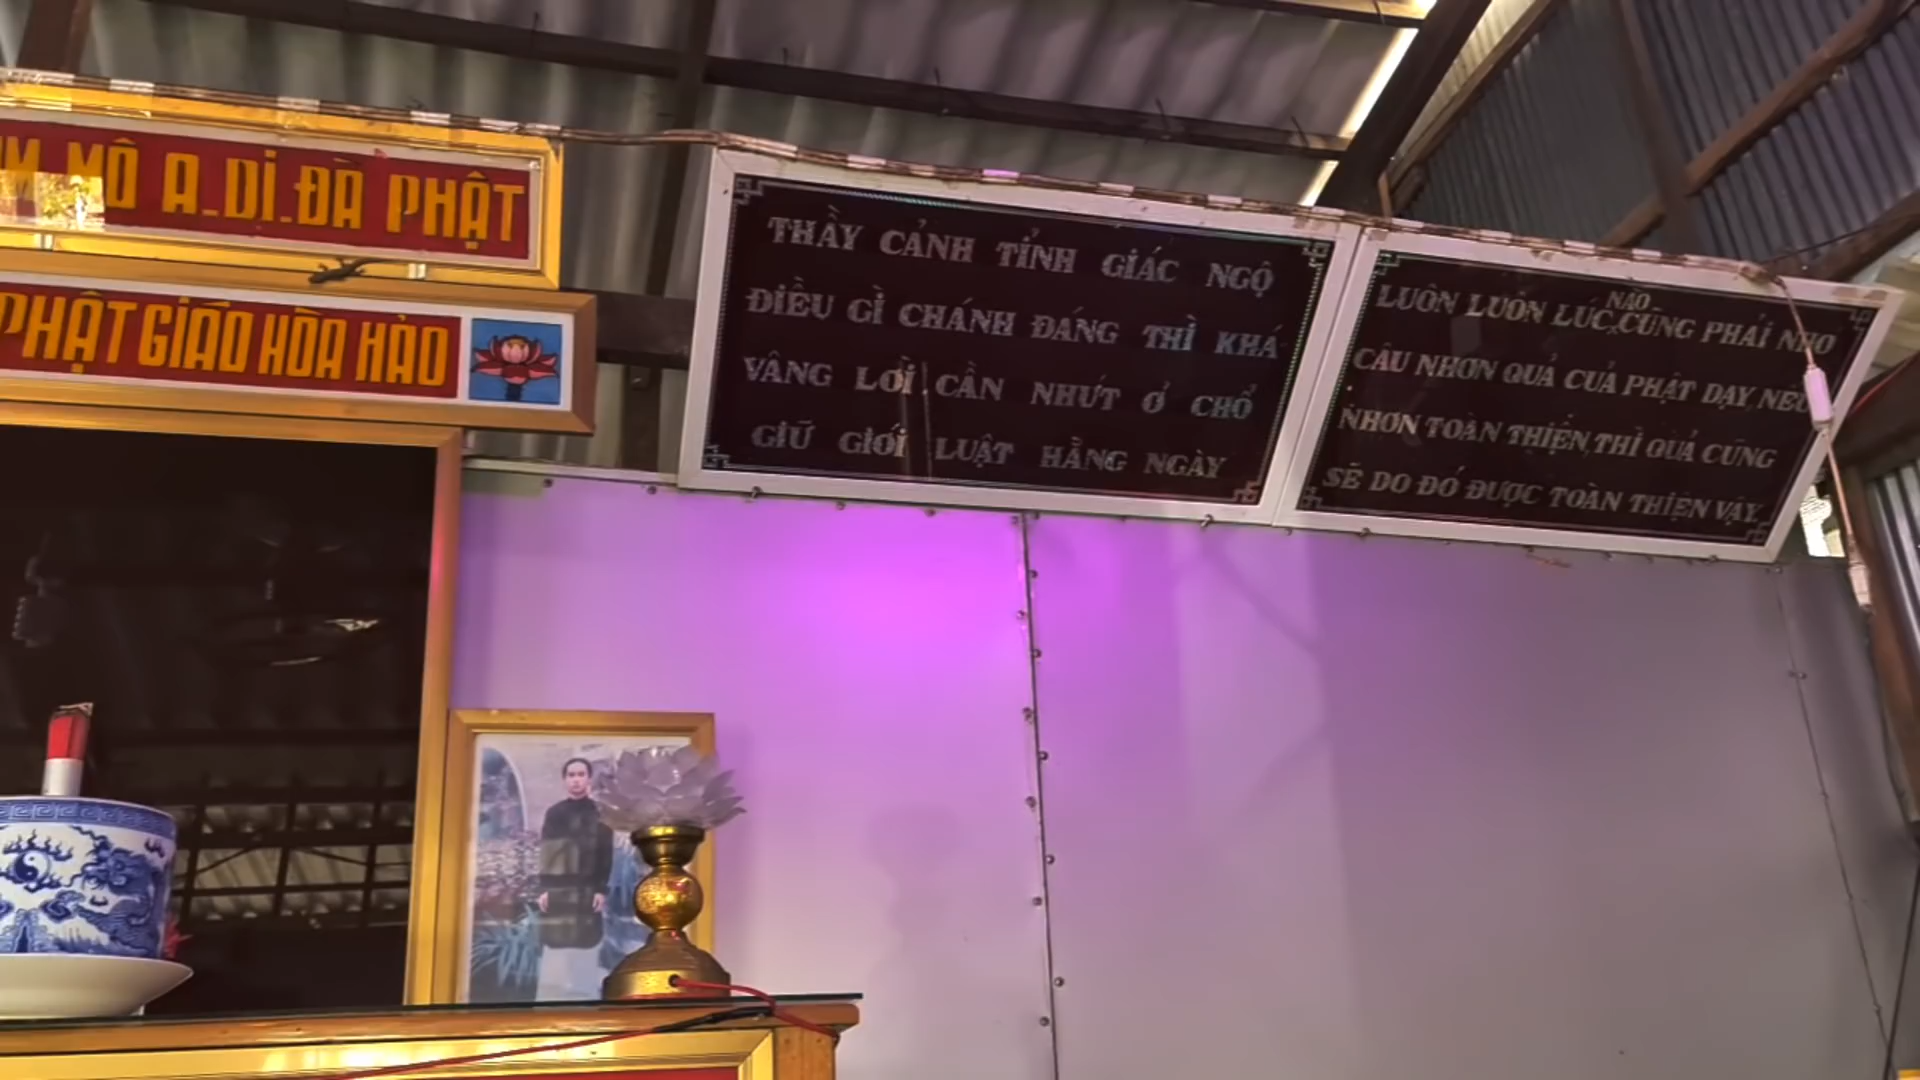 MÔ A_DI_ĐÀ PHẬT
PHẬT GIÁO HÒA HẢO
THẦY CẢNH TỈNH GIÁC NGỘ
ĐIỀU GÌ CHÁNH ĐÁNG THÌ KHÁ
VÂNG LỜI, CẦN NHỨT Ở CHỔ
GIỮ GIỚI LUẬT HẰNG NGÀY
LUÔN LUÔN LÚC NÀO CŨNG PHẢI NHO
CÂU NHƠN QUẢ CUẢ PHẬT DẠY, NẾU
NHƠN TOÀN THIỆN, THÌ QUẢ CŨNG
SẼ DO ĐÓ ĐƯỢC TOÀN THIỆN VẬY.